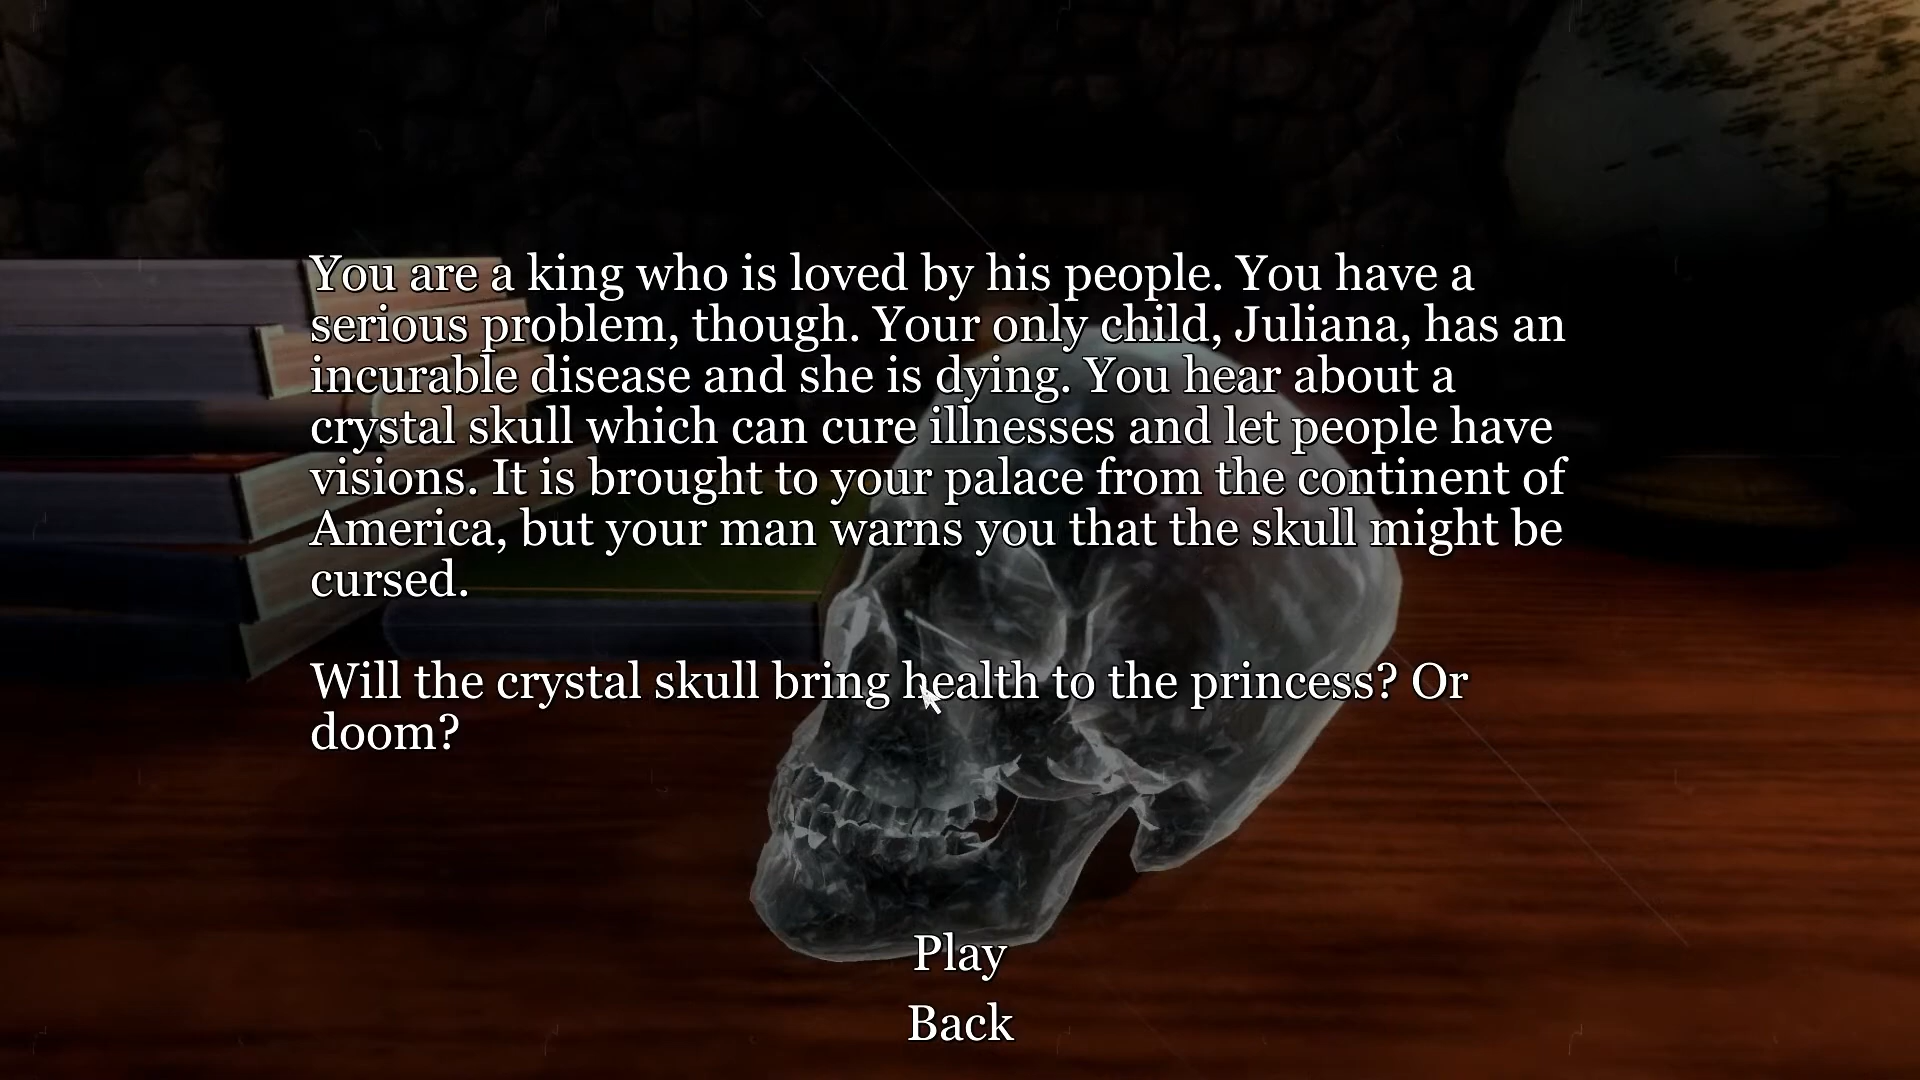 You are a king who is loved by his people. You have a
serious problem, though. Your only child, Juliana, has an
incurable disease and she is dying. You hear about a
crystal skull which can cure illnesses and let people have
visions. It is brought to your palace from the continent of
America, but your man warns you that the skull might be
cursed.
Will the crystal skull bring health to the princess? Or
doom?
Play
Back